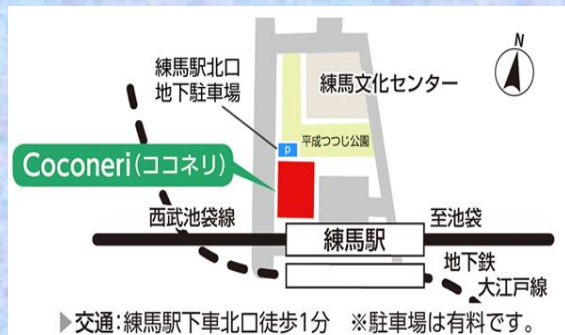 N
練馬駅北口
地下駐車場
練馬文化センター
P
平成つつじ公園
Coconeri(ココネリ)
西武池袋線
至池袋
練馬駅
地下鉄
大江戸線
▶交通:練馬駅下車北口徒歩1分 ※駐車場は有料です。